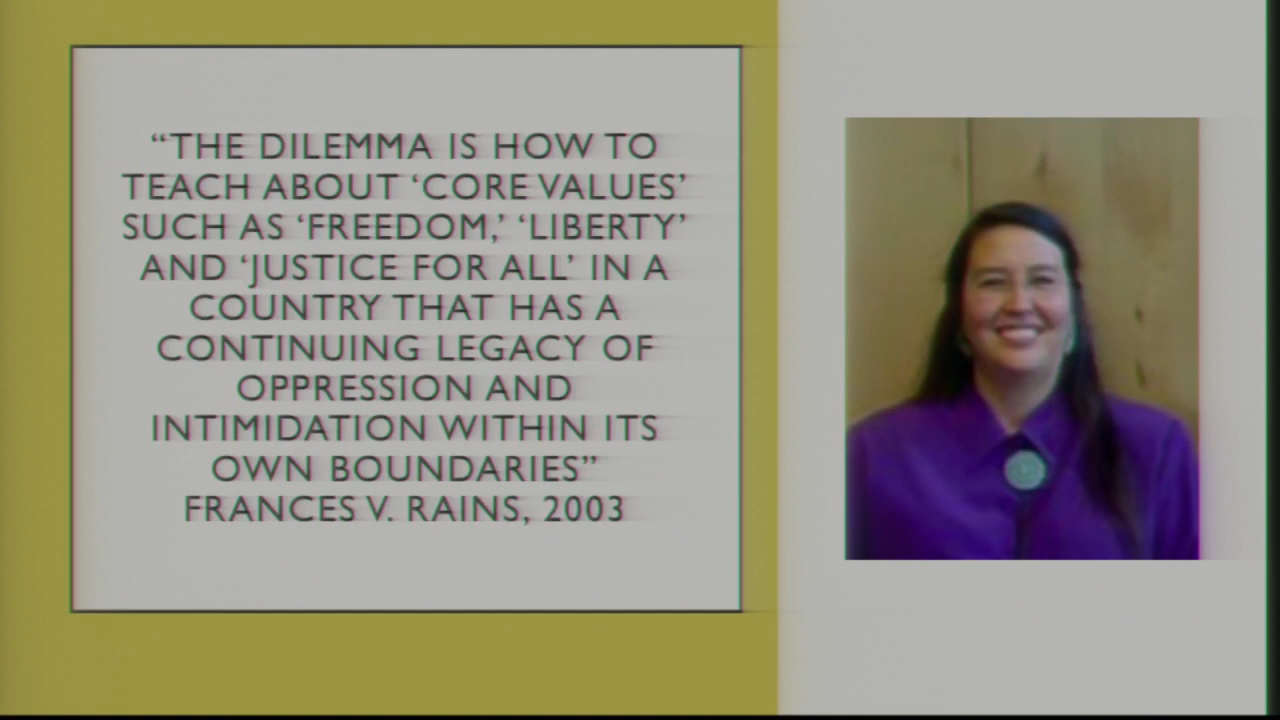 “THE DILEMMA IS HOW TO
TEACH ABOUT ‘CORE VALUES’
SUCH AS ‘FREEDOM,’ ‘LIBERTY’
AND ‘JUSTICE FOR ALL’ IN A
COUNTRY THAT HAS A
CONTINUING LEGACY OF
OPPRESSION AND
INTIMIDATION WITHIN ITS
OWN BOUNDARIES”
FRANCES V. RAINS, 2003